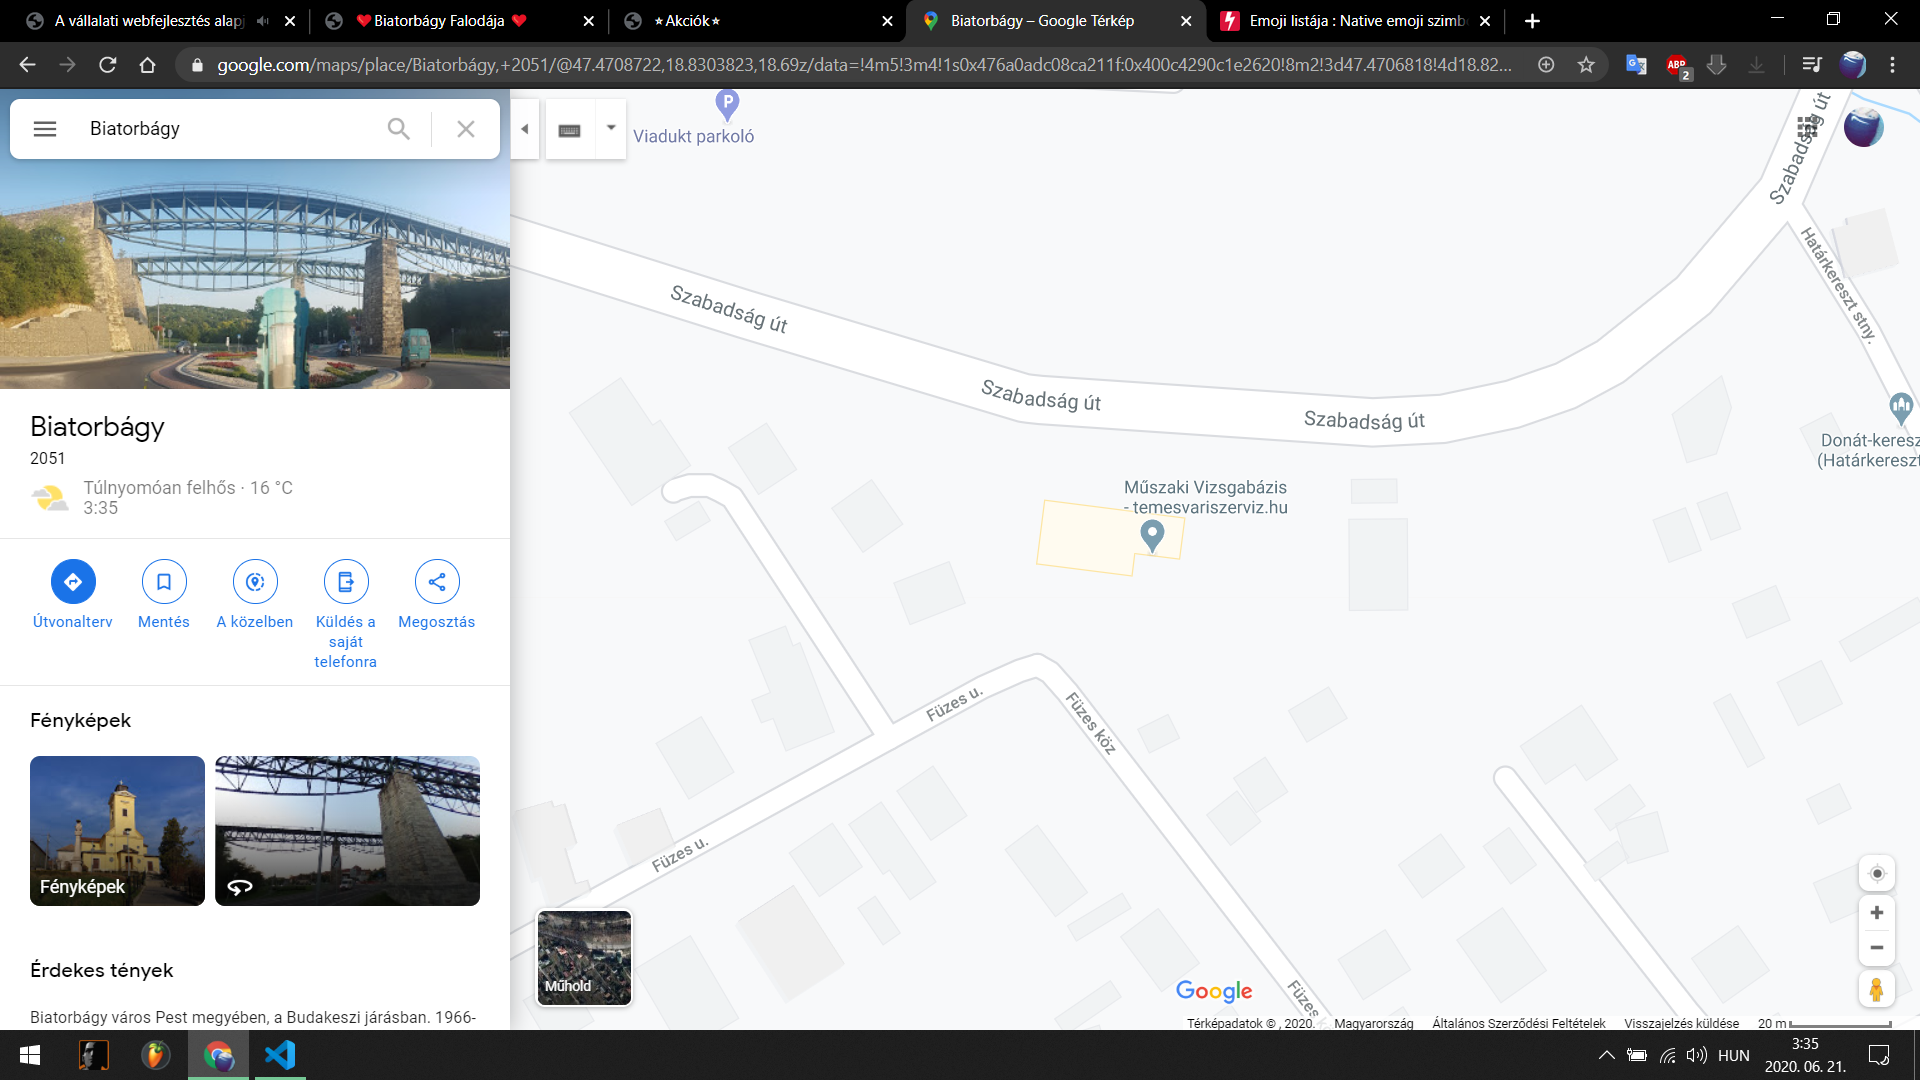 A vállalati webfejlesztés alapj
❤️Biatorbágy Falodája ❤️
⭐Akciók⭐
Biatorbágy – Google Térkép
Emoji listája : Native emoji szimb
google.com/maps/place/Biatorbágy,+2051/@47.4708722,18.8303823,18.69z/data=!4m5!3m4!1s0x476a0adc08ca211f:0x400c4290c1e2620!8m2!3d47.4706818!4d18.82...
ABP
2
Biatorbágy
P
Viadukt parkoló
Szabadság út
Határkereszt stny.
Szabadság út
Szabadság út
Szabadság út
Donát-keresz
(Határkereszt
Műszaki Vizsgabázis
- temesvariszerviz.hu
Füzes u.
Füzes köz
Füzes u.
Füzes k
Biatorbágy
2051
Túlnyomóan felhős · 16 °C
3:35
Útvonalterv
Mentés
A közelben
Küldés a
saját
telefonra
Megosztás
Fényképek
Fényképek
Érdekes tények
Biatorbágy város Pest megyében, a Budakeszi járásban. 1966-
Műhold
Google
Térképadatok © , 2020. Magyarország Általános Szerződési Feltételek Visszajelzés küldése 20 m
HUN
3:35
2020. 06. 21.